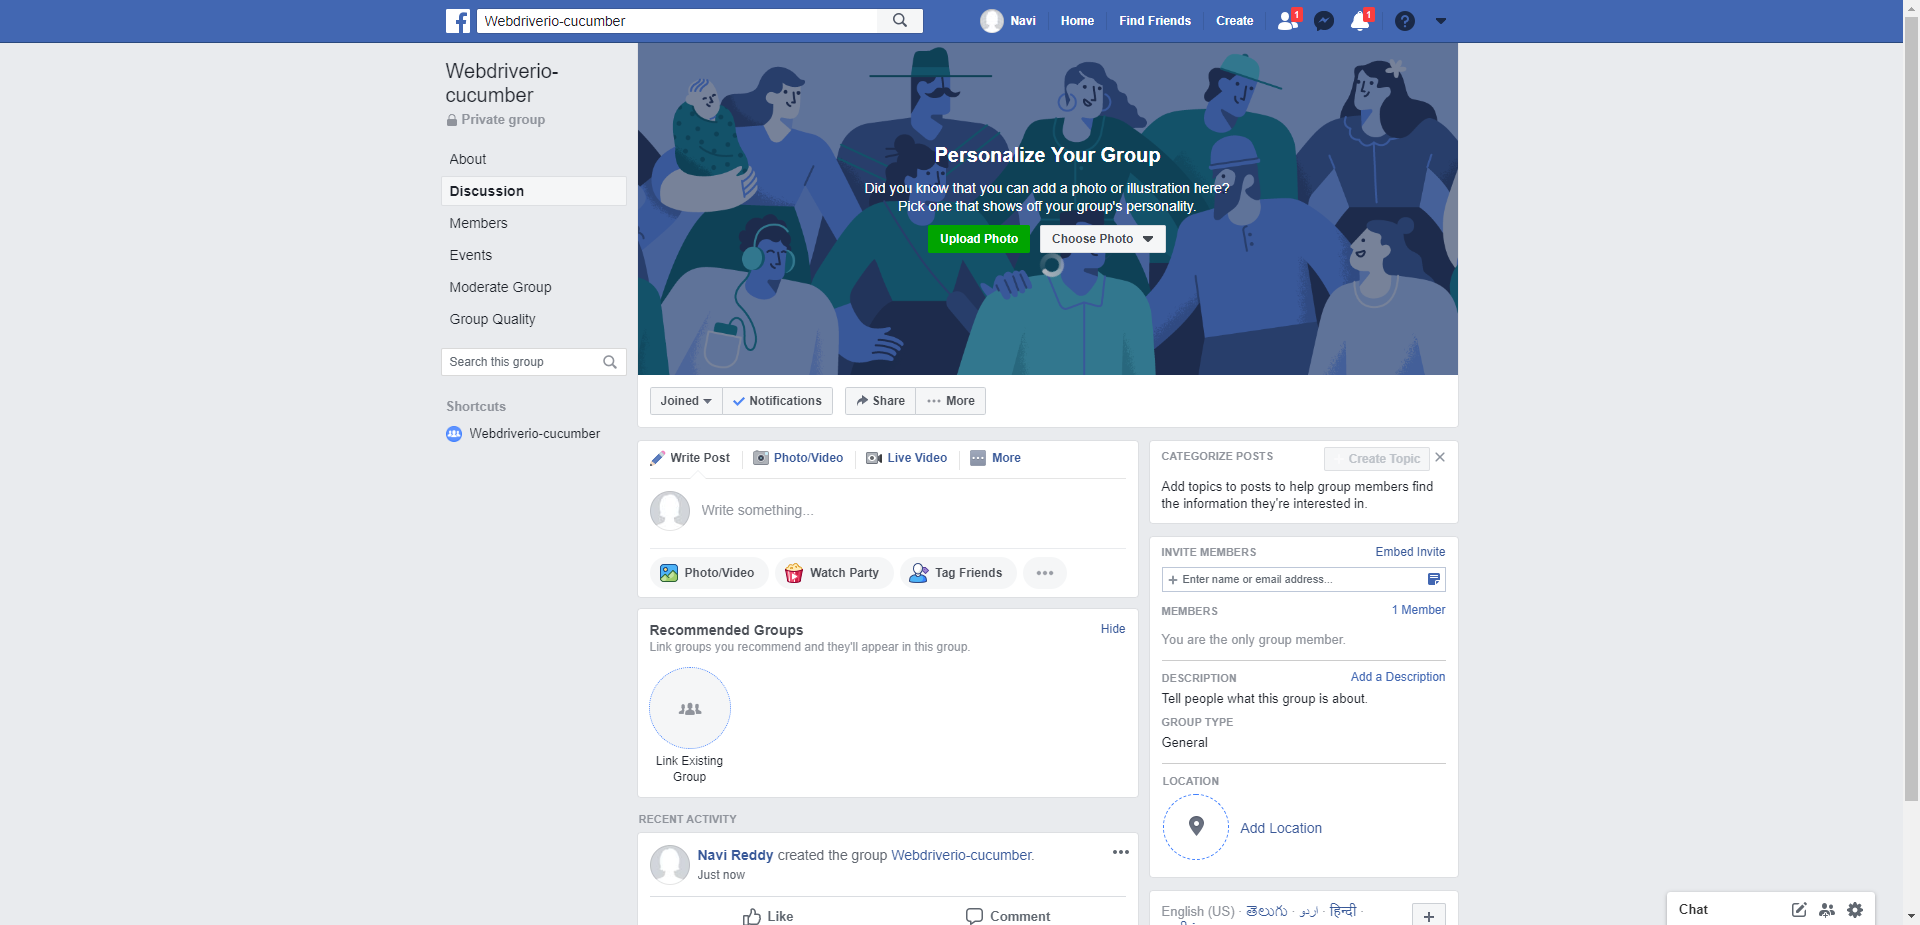 Webdriverio-cucumber
Navi
Home
Find Friends
Create
1
1
Webdriverio-
cucumber
Private group
About
Discussion
Members
Events
Moderate Group
Group Quality
Search this group
Shortcuts
Webdriverio-cucumber
Personalize Your Group
Did you know that you can add a photo or illustration here?
Pick one that shows off your group's personality.
Upload Photo
Choose Photo
Joined
Notifications
Share
More
Write Post
Photo/Video
Live Video
More
Write something...
Photo/Video
Watch Party
Tag Friends
Recommended Groups
Hide
Link groups you recommend and they'll appear in this group.
Link Existing
Group
RECENT ACTIVITY
Navi Reddy created the group Webdriverio-cucumber.
Just now
Like
Comment
CATEGORIZE POSTS
Create Topic
Add topics to posts to help group members find
the information they're interested in.
INVITE MEMBERS
Embed Invite
+ Enter name or email address...
MEMBERS
1 Member
You are the only group member.
DESCRIPTION
Add a Description
Tell people what this group is about.
GROUP TYPE
General
LOCATION
Add Location
English (US) · తెలుగు · اردو · हिन्दी ·
Chat